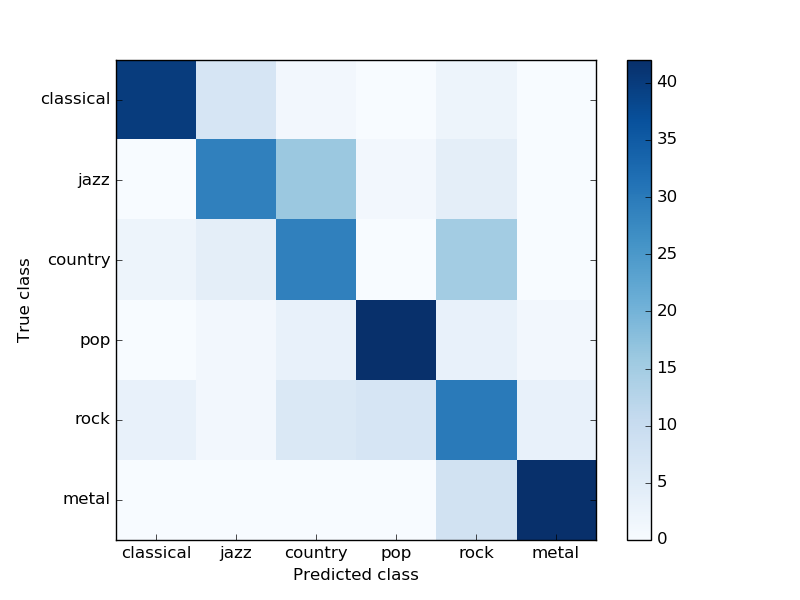 True class
classical
jazz
country
pop
rock
metal
classical jazz country pop rock metal
Predicted class
40
35
30
25
20
15
10
5
0